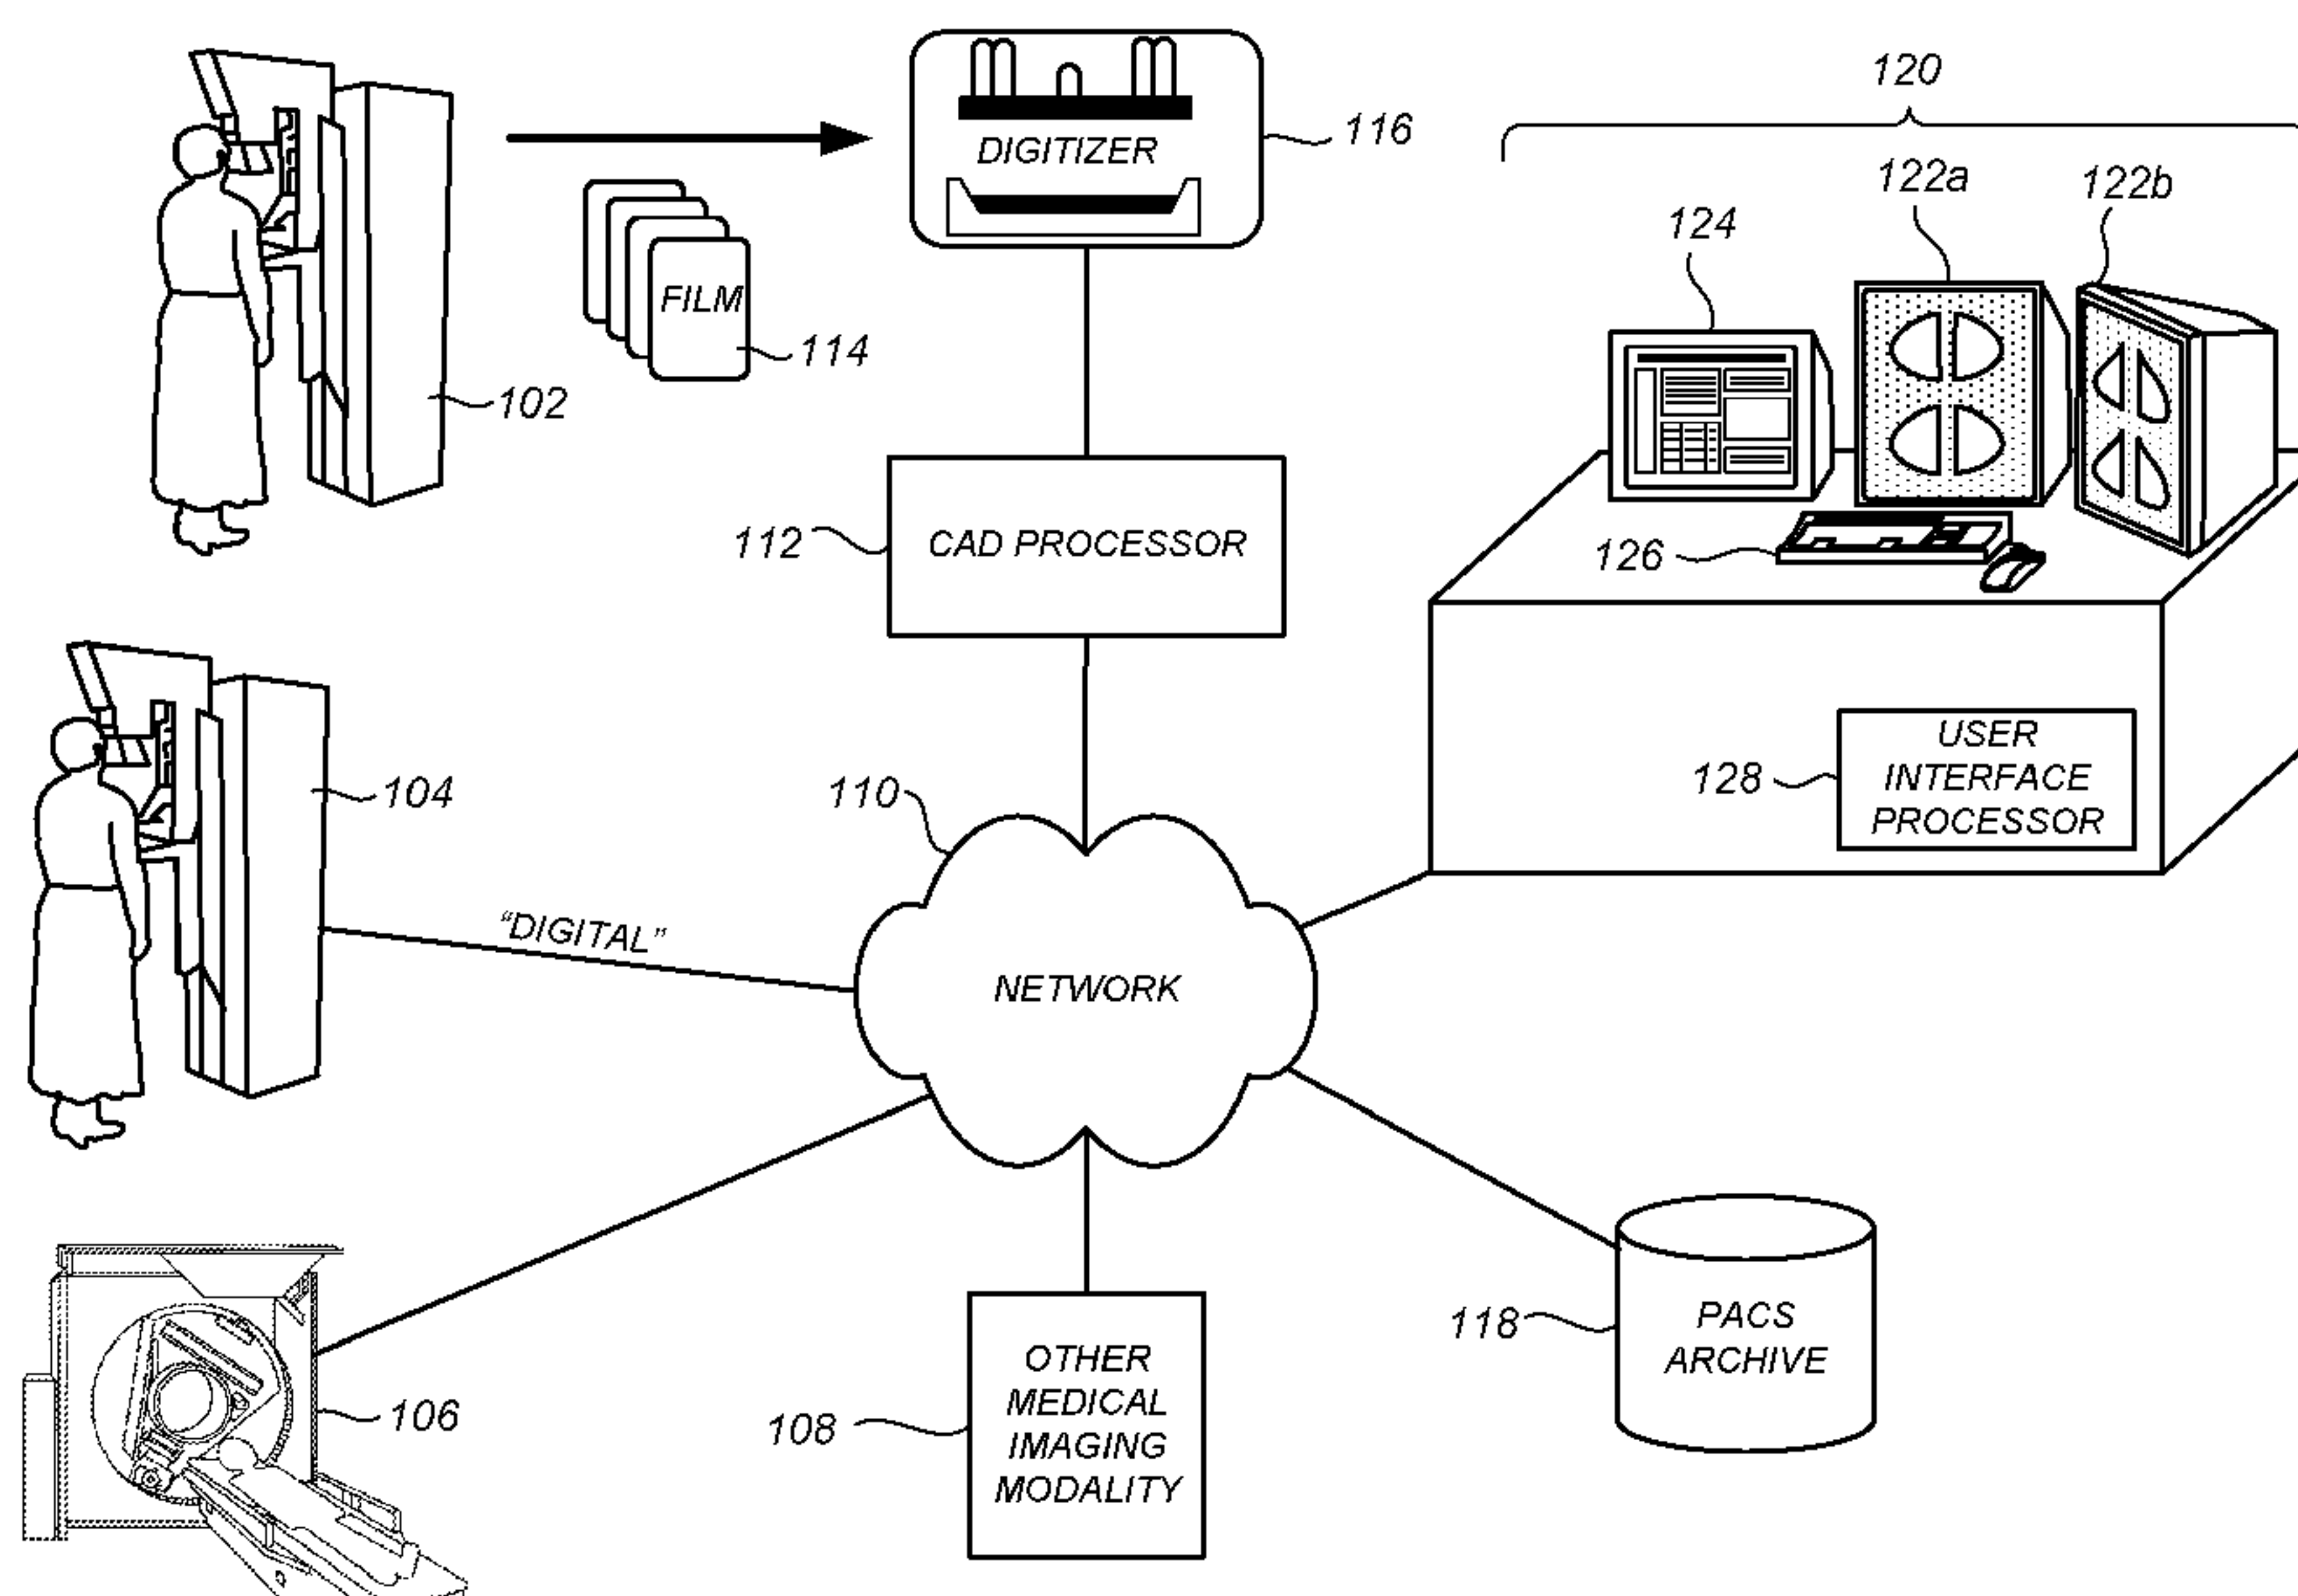 120
116
DIGITIZER
122a
122b
124
FILM
114
102
112
CAD PROCESSOR
126
USER
INTERFACE
PROCESSOR
128
104
110
"DIGITAL"
NETWORK
118
PACS
ARCHIVE
OTHER
MEDICAL
IMAGING
MODALITY
106
108